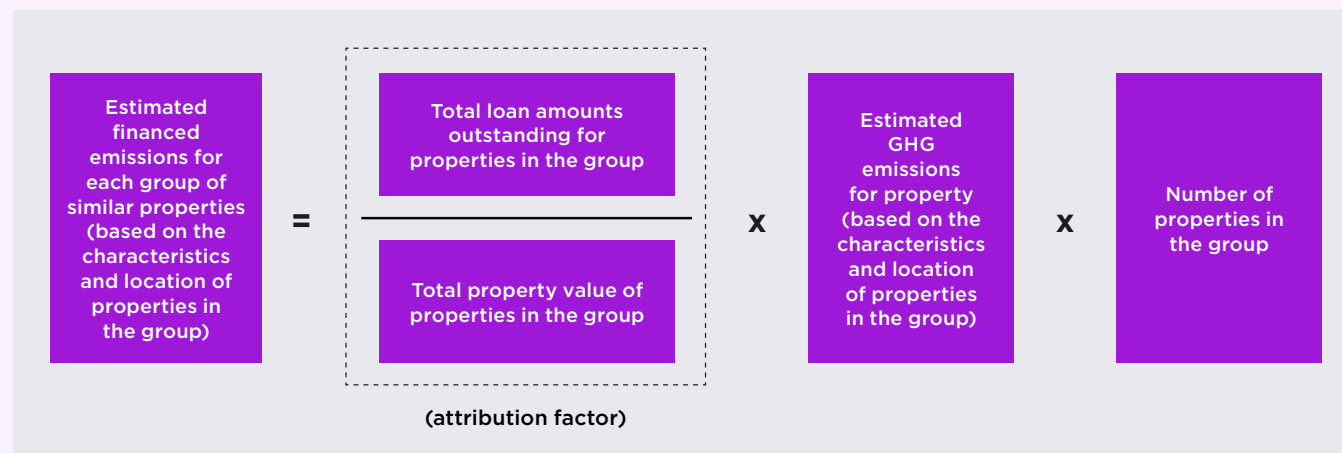 Estimated
financed
emissions for
each group of
similar properties
(based on the
characteristics
and location of
properties in
the group)
=
Total loan amounts
outstanding for
properties in the group
Total property value of
properties in the group
(attribution factor)
x
Estimated
GHG
emissions
for property
(based on the
characteristics
and location
of properties
in the group)
x
Number of
properties in
the group